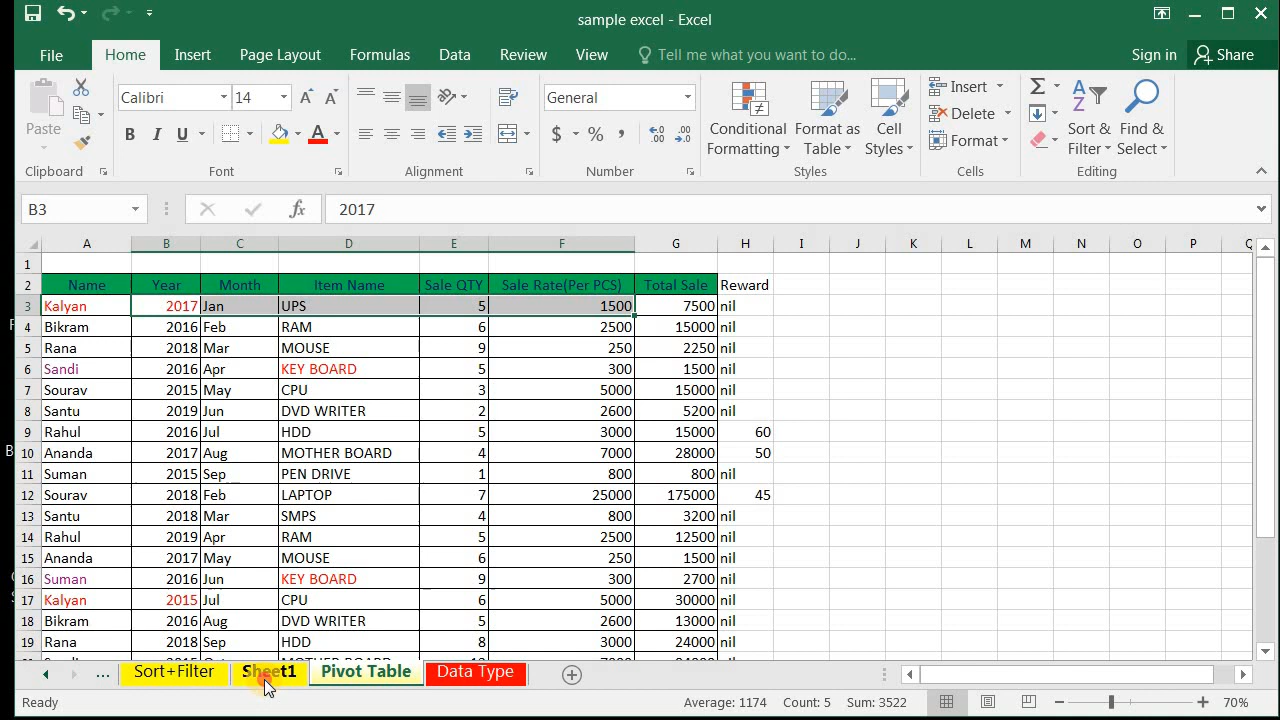 sample excel - Excel
File Home Insert Page Layout Formulas Data Review View Tell me what you want to do... Sign in Share
Calibri 14 General Insert
Paste Conditional Format as Cell Delete Sort & Find &
B I U A $ % Formatting Table Styles Format Filter Select
Clipboard Font Alignment Number Styles Cells Editing
B3 2017
A B C D E F G H I J K L M N O P Q
1
2 Name Year Month Item Name Sale QTY Sale Rate(Per PCS) Total Sale Reward
3 Kalyan 2017 Jan UPS 5 1500 7500 nil
4 Bikram 2016 Feb RAM 6 2500 15000 nil
5 Rana 2018 Mar MOUSE 9 250 2250 nil
6 Sandi 2016 Apr KEY BOARD 5 300 1500 nil
7 Sourav 2015 May CPU 3 5000 15000 nil
8 Santu 2019 Jun DVD WRITER 2 2600 5200 nil
9 Rahul 2016 Jul HDD 5 3000 15000 60
10 Ananda 2017 Aug MOTHER BOARD 4 7000 28000 50
11 Suman 2015 Sep PEN DRIVE 1 800 800 nil
12 Sourav 2018 Feb LAPTOP 7 25000 175000 45
13 Santu 2018 Mar SMPS 4 800 3200 nil
14 Rahul 2019 Apr RAM 5 2500 12500 nil
15 Ananda 2017 May MOUSE 6 250 1500 nil
16 Suman 2016 Jun KEY BOARD 9 300 2700 nil
17 Kalyan 2015 Jul CPU 6 5000 30000 nil
18 Bikram 2016 Aug DVD WRITER 5 2600 13000 nil
19 Rana 2018 Sep HDD 8 3000 24000 nil
... Sort+Filter Sheet1 Pivot Table Data Type
Ready Average: 1174 Count: 5 Sum: 3522 70%